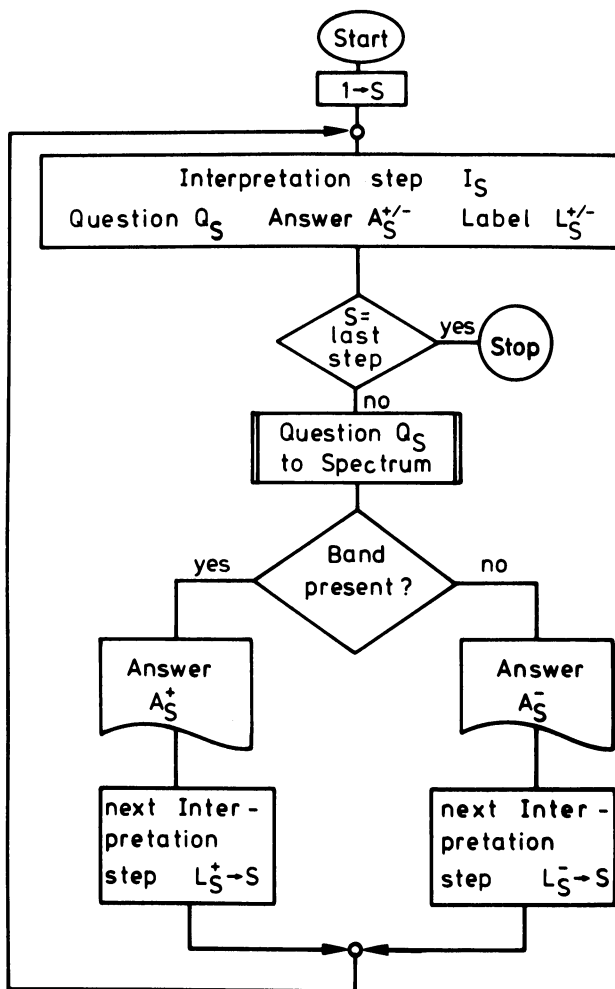 Start
1→S
Interpretation step I_S
Question Q_S Answer A_S^+/- Label L_S^+/-
S=
last
step
yes
Stop
no
Question Q_S
to Spectrum
Band
present?
yes
no
Answer
A_S^+
Answer
A_S^-
next Inter-
pretation
step L_S^+→S
next Inter-
pretation
step L_S^-→S